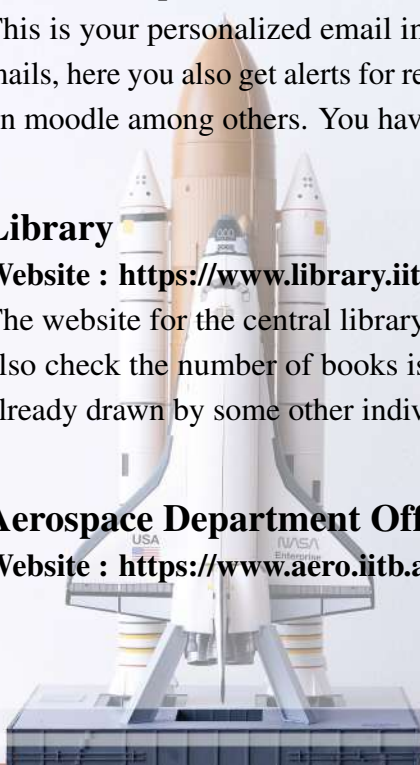 This is your personalized email in
mails, here you also get alerts for re
on moodle among others. You hav
Library
Website : https://www.library.iit
The website for the central library
also check the number of books is
already drawn by some other indiv
USA
NASA
Enterprise
Aerospace Department Off
Website : https://www.aero.iitb.a